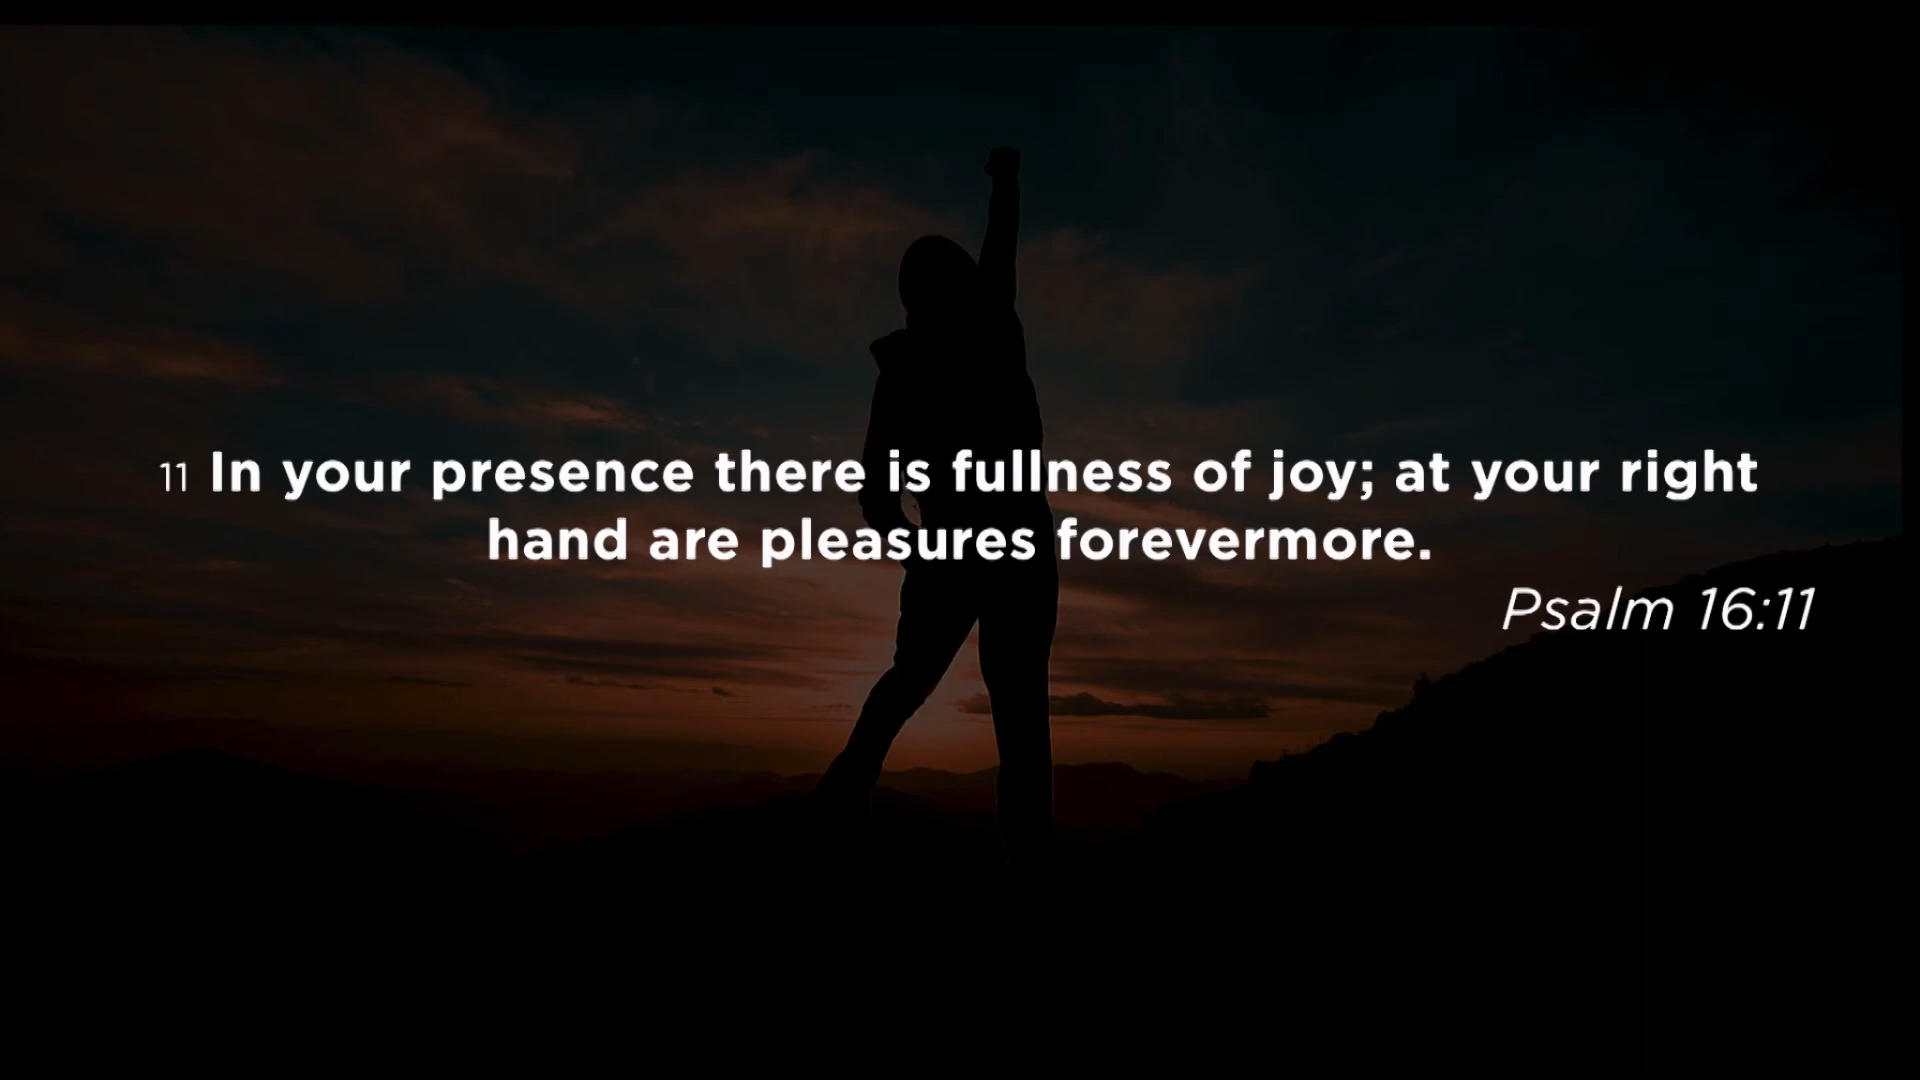 11 In your presence there is fullness of joy; at your right
hand are pleasures forevermore.
Psalm 16:11